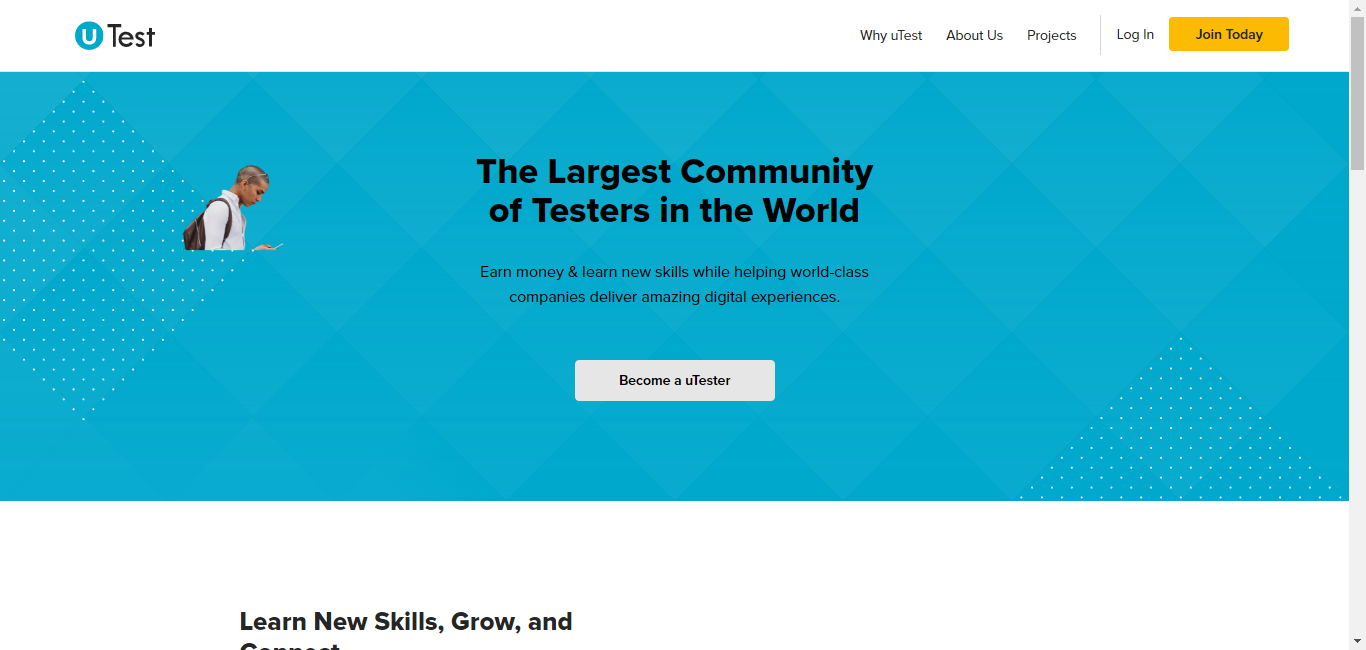 uTest
Why uTest
About Us
Projects
Log In
Join Today
The Largest Community
of Testers in the World
Earn money & learn new skills while helping world-class
companies deliver amazing digital experiences.
Become a uTester
Learn New Skills, Grow, and
Connect